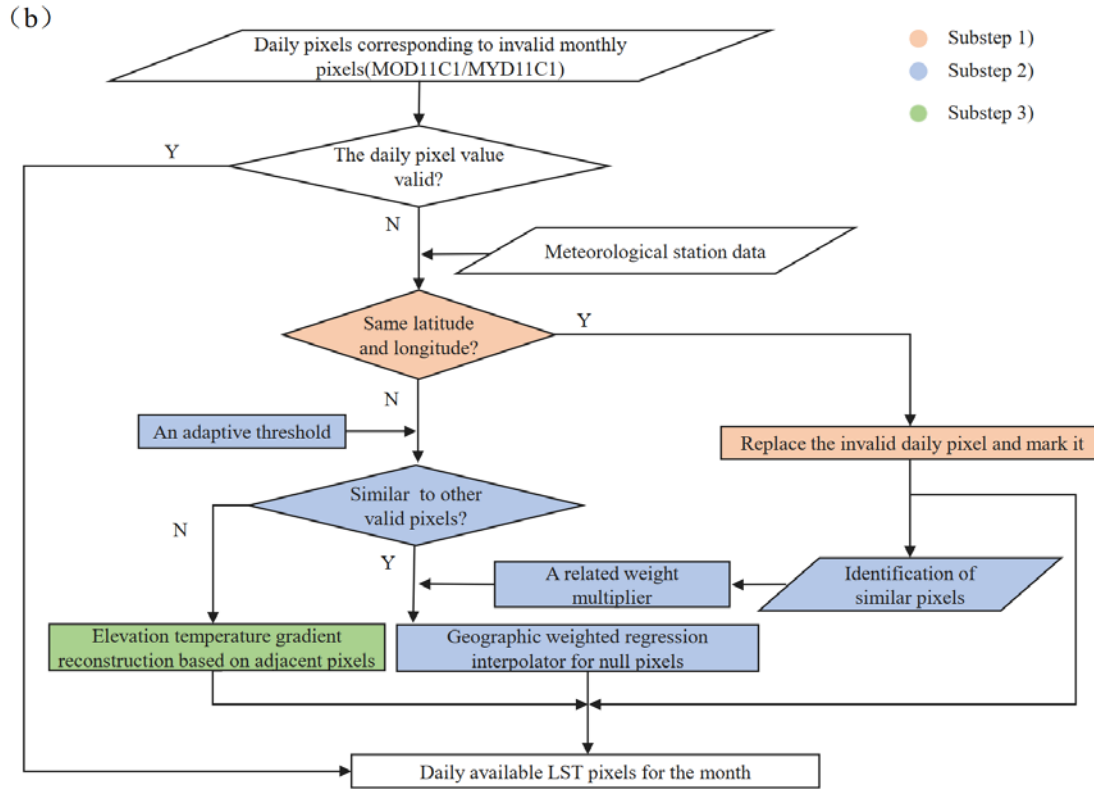 （b）
Daily pixels corresponding to invalid monthly
pixels(MOD11C1/MYD11C1)
Substep 1)
Substep 2)
Substep 3)
Y
The daily pixel value
valid?
N
Meteorological station data
Same latitude
and longitude?
Y
N
An adaptive threshold
Replace the invalid daily pixel and mark it
Similar to other
valid pixels?
N
Y
A related weight
multiplier
Identification of
similar pixels
Elevation temperature gradient
reconstruction based on adjacent pixels
Geographic weighted regression
interpolator for null pixels
Daily available LST pixels for the month